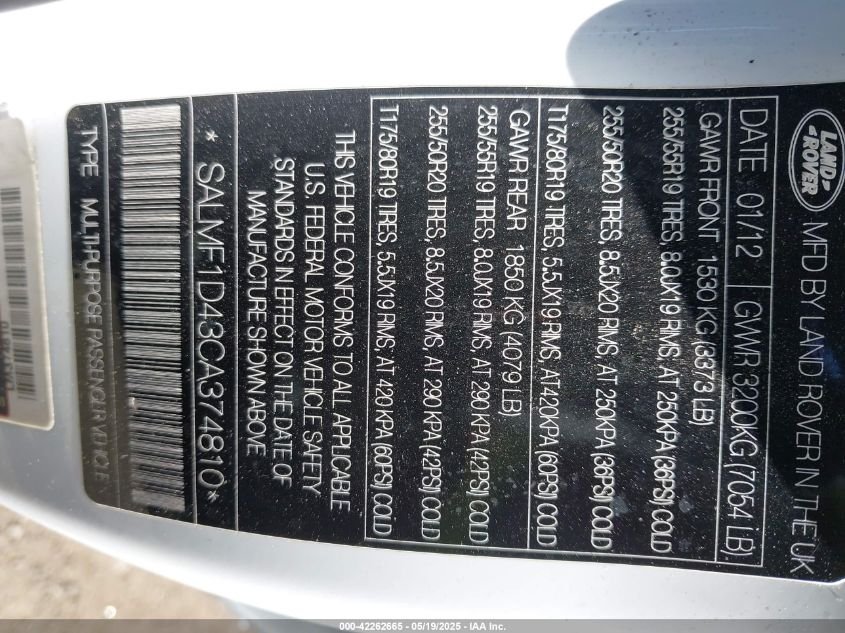 LAND ROVER MFD BY LAND ROVER IN THE UK
DATE 01/12 GWVR 3200KG (7054 LB).
GAWR FRONT 1530 KG (3373 LB)
255/55R19 TIRES, 8.0JX19 RIMS, AT 250KPA (36PSI) COLD
255/50R20 TIRES, 8.5JX20 RIMS, AT 250KPA (36PSI) COLD
T175/80R19 TIRES, 5.5JX19 RIMS, AT 420KPA (60PSI) COLD
GAWR REAR 1850 KG (4079 LB)
255/55R19 TIRES, 8.0JX19 RIMS, AT 290 KPA (42PSI) COLD
255/50R20 TIRES, 8.5JX20 RIMS, AT 290 KPA (42PSI) COLD
T175/80R19 TIRES, 5.5JX19 RIMS, AT 420 KPA (60PSI) COLD
THIS VEHICLE CONFORMS TO ALL APPLICABLE
U.S. FEDERAL MOTOR VEHICLE SAFETY
STANDARDS IN EFFECT ON THE DATE OF
MANUFACTURE SHOWN ABOVE
* SALMF1D43CA374810*
TYPE MULTI-PURPOSE PASSENGER VEHICLE
000-42262665 - 05/19/2025 - IAA Inc.